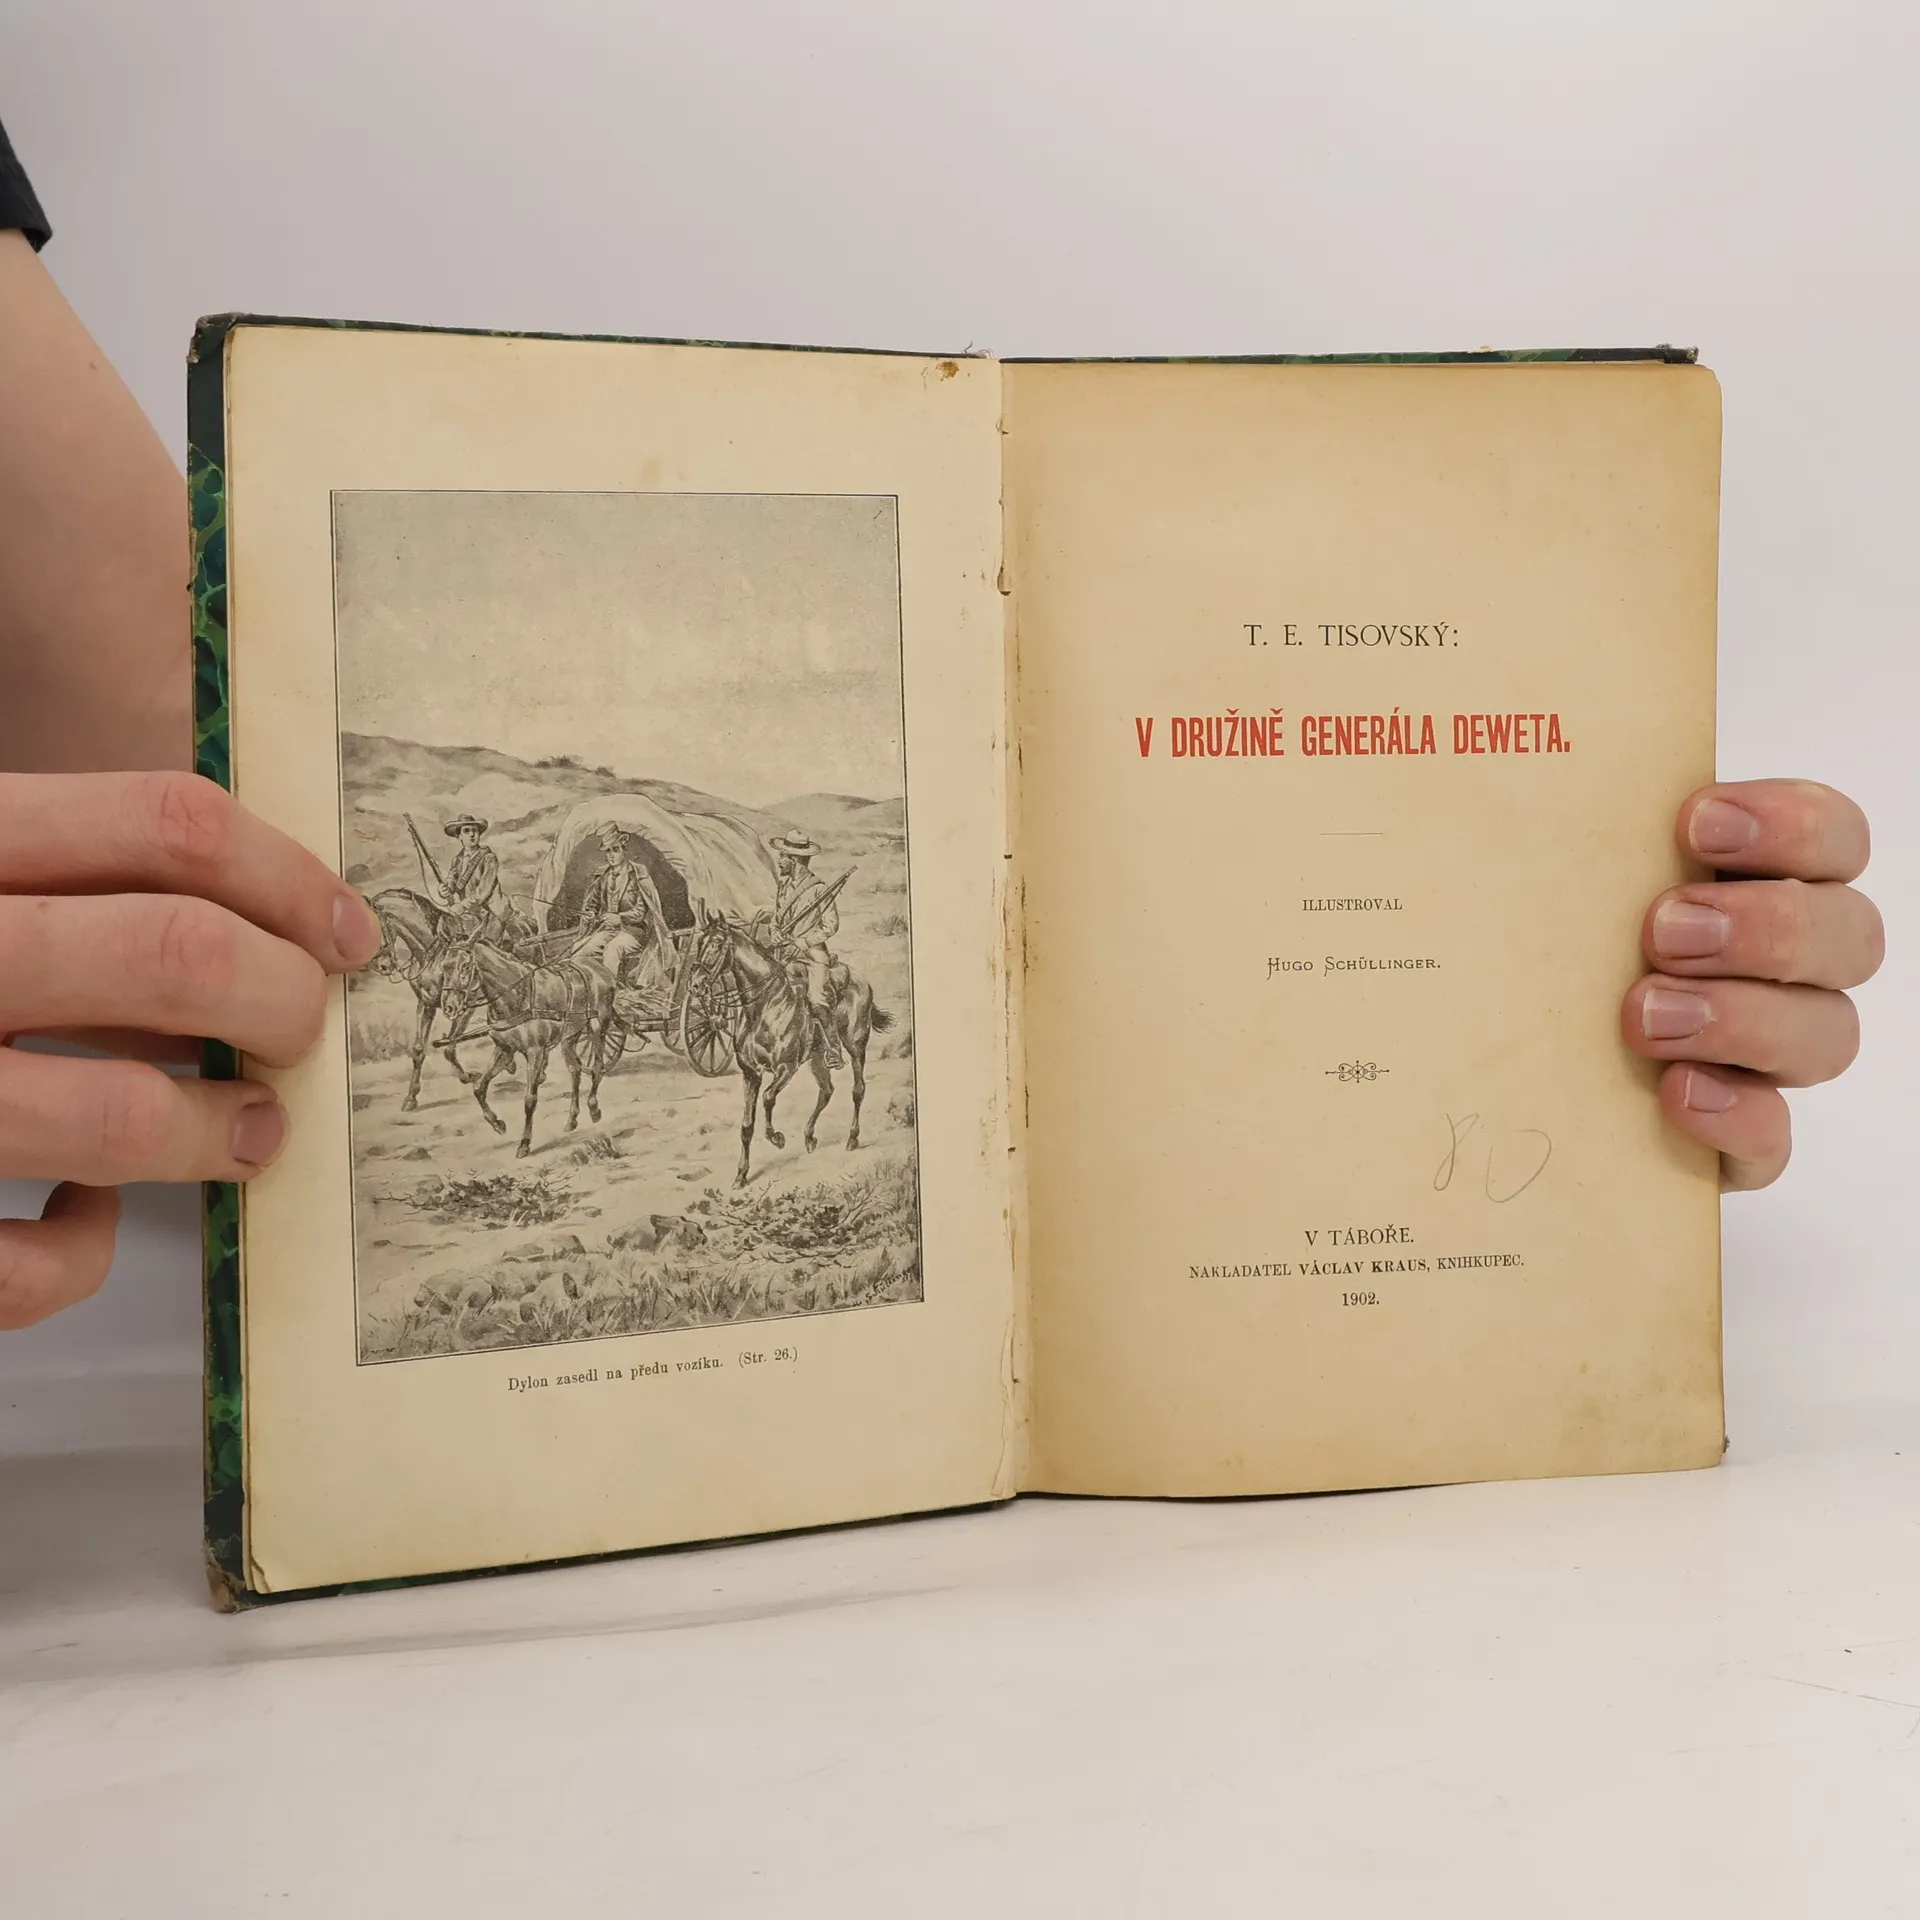 Dylon zasedl na předu vozíku. (Str. 26.)
T. E. TISOVSKÝ:
V DRUŽINĚ GENERÁLA DEWETA.
ILLUSTROVAL
HUGO SCHÜLLINGER.
80
V TÁBOŘE.
NAKLADATEL VÁCLAV KRAUS, KNIHKUPEC.
1902.